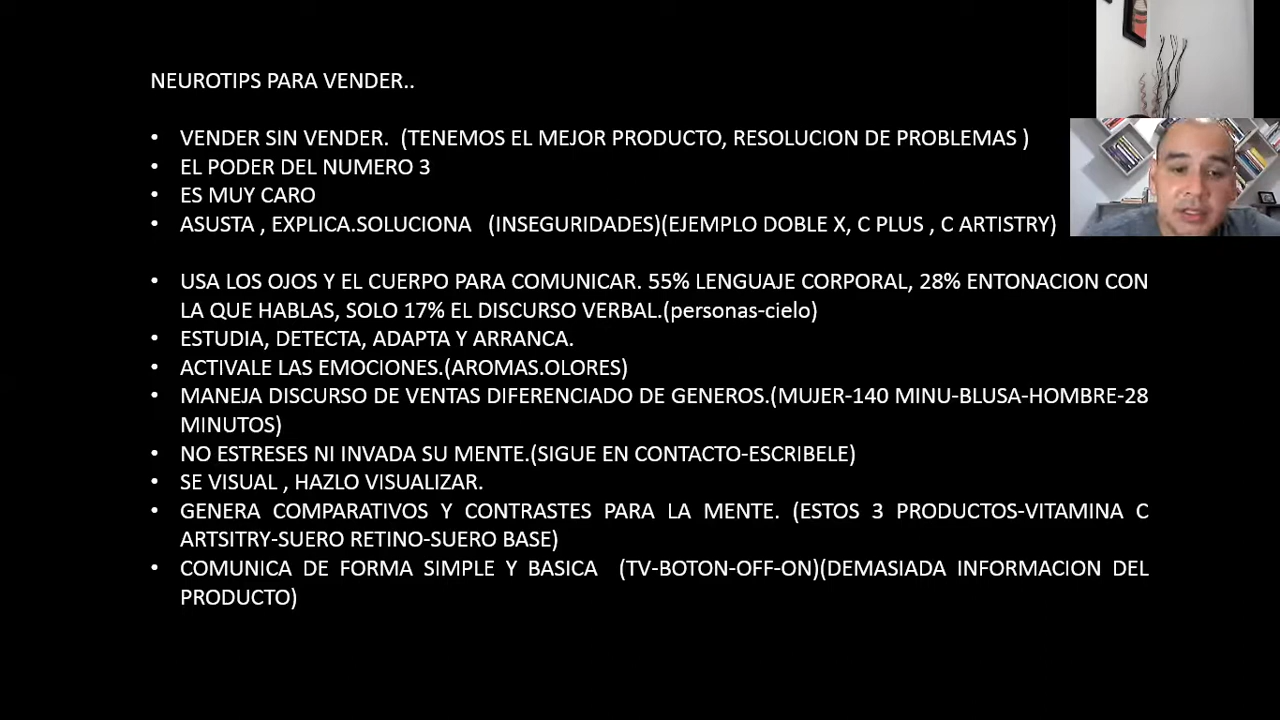 NEUROTIPS PARA VENDER..
• VENDER SIN VENDER. (TENEMOS EL MEJOR PRODUCTO, RESOLUCION DE PROBLEMAS )
• EL PODER DEL NUMERO 3
• ES MUY CARO
• ASUSTA , EXPLICA.SOLUCIONA (INSEGURIDADES)(EJEMPLO DOBLE X, C PLUS , C ARTISTRY)
• USA LOS OJOS Y EL CUERPO PARA COMUNICAR. 55% LENGUAJE CORPORAL, 28% ENTONACION CON
LA QUE HABLAS, SOLO 17% EL DISCURSO VERBAL.(personas-cielo)
• ESTUDIA, DETECTA, ADAPTA Y ARRANCA.
• ACTIVALE LAS EMOCIONES.(AROMAS.OLORES)
• MANEJA DISCURSO DE VENTAS DIFERENCIADO DE GENEROS.(MUJER-140 MINU-BLUSA-HOMBRE-28
MINUTOS)
• NO ESTRESES NI INVADA SU MENTE.(SIGUE EN CONTACTO-ESCRIBELE)
• SE VISUAL , HAZLO VISUALIZAR.
• GENERA COMPARATIVOS Y CONTRASTES PARA LA MENTE. (ESTOS 3 PRODUCTOS-VITAMINA C
ARTSITRY-SUERO RETINO-SUERO BASE)
• COMUNICA DE FORMA SIMPLE Y BASICA (TV-BOTON-OFF-ON)(DEMASIADA INFORMACION DEL
PRODUCTO)